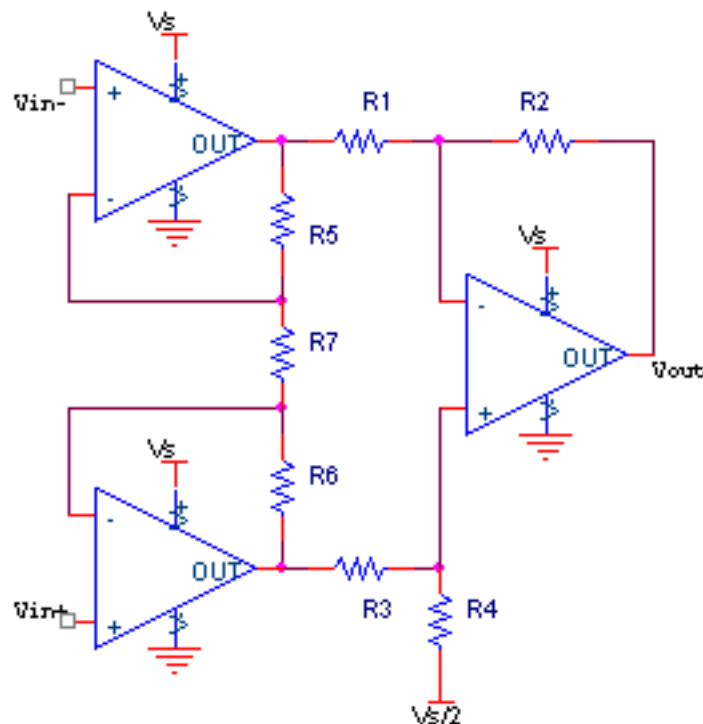 Vs
R1 R2
Vin-
+
+
OUT
-
Vs
R5
+
-
R7
OUT
Vout
+
Vs
R6
+
-
OUT
R3
R4
Vin+
+
Vs/2